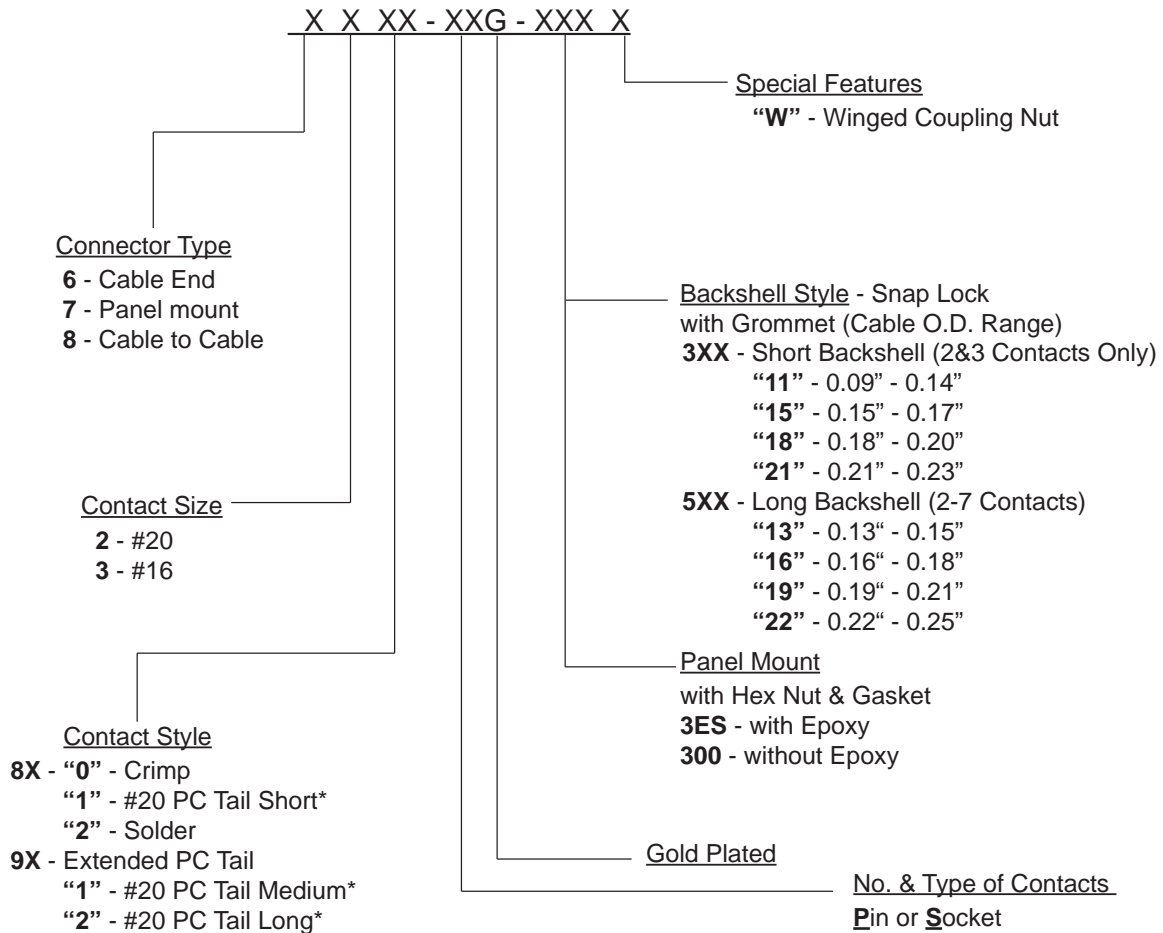 X X XX - XXG - XXX X
Special Features
“W” - Winged Coupling Nut
Connector Type
6 - Cable End
7 - Panel mount
8 - Cable to Cable
Backshell Style - Snap Lock
with Grommet (Cable O.D. Range)
3XX - Short Backshell (2&3 Contacts Only)
“11” - 0.09” - 0.14”
“15” - 0.15” - 0.17”
“18” - 0.18” - 0.20”
“21” - 0.21” - 0.23”
5XX - Long Backshell (2-7 Contacts)
“13” - 0.13“ - 0.15”
“16” - 0.16“ - 0.18”
“19” - 0.19“ - 0.21”
“22” - 0.22“ - 0.25”
Contact Size
2 - #20
3 - #16
Panel Mount
with Hex Nut & Gasket
3ES - with Epoxy
300 - without Epoxy
Contact Style
8X - “0” - Crimp
“1” - #20 PC Tail Short*
“2” - Solder
9X - Extended PC Tail
“1” - #20 PC Tail Medium*
“2” - #20 PC Tail Long*
Gold Plated
No. & Type of Contacts
Pin or Socket